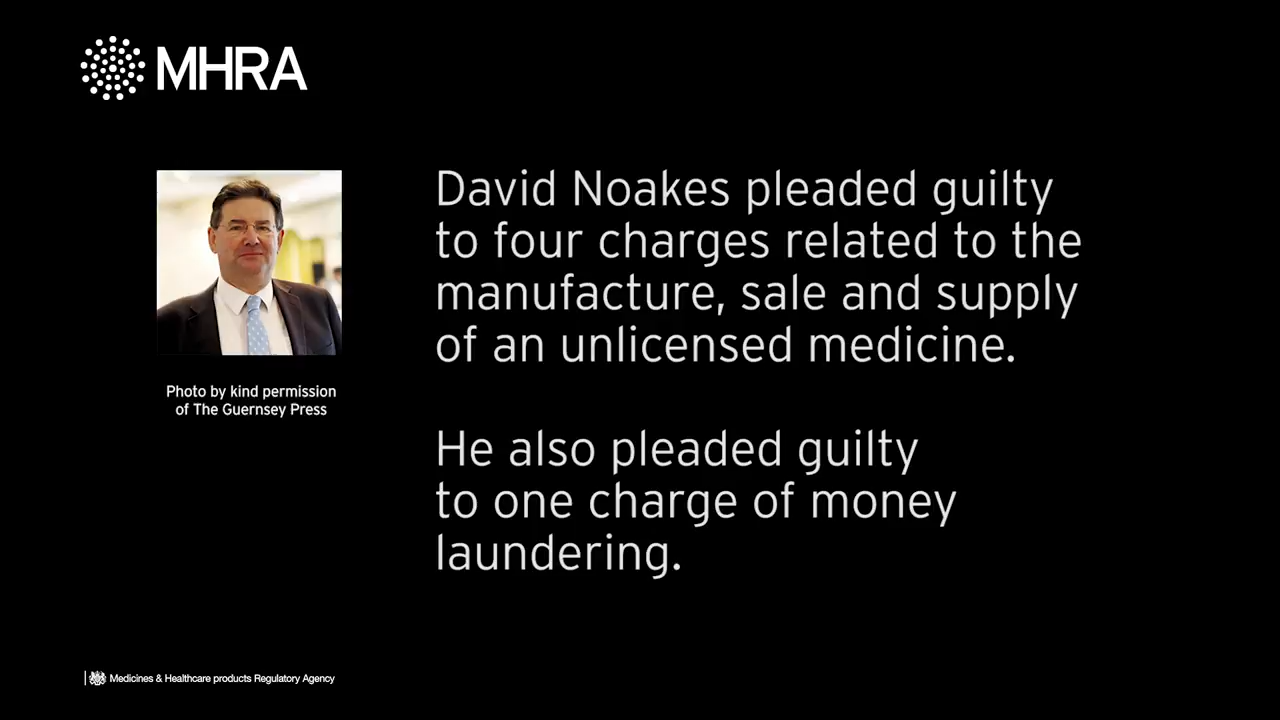 MHRA
David Noakes pleaded guilty
to four charges related to the
manufacture, sale and supply
of an unlicensed medicine.
Photo by kind permission
of The Guernsey Press
He also pleaded guilty
to one charge of money
laundering.
Medicines & Healthcare products Regulatory Agency